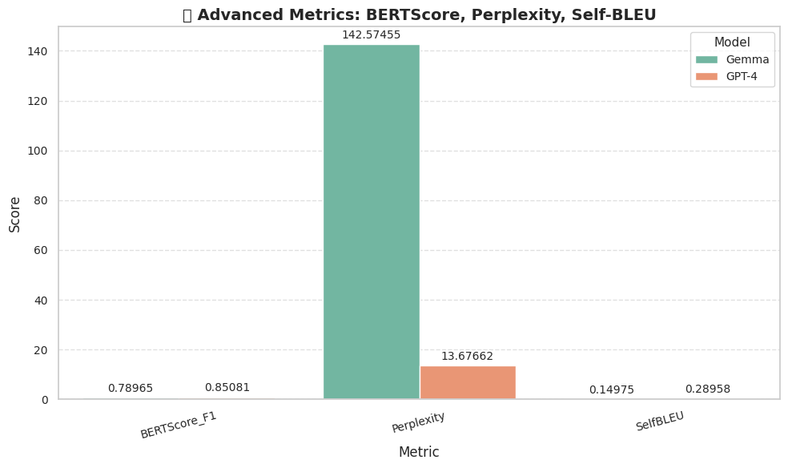 ▯ Advanced Metrics: BERTScore, Perplexity, Self-BLEU
142.57455
Model
Gemma
GPT-4
140
120
100
80
60
40
20
0
Score
13.67662
0.78965
0.85081
0.14975
0.28958
BERTScore_F1
Perplexity
SelfBLEU
Metric